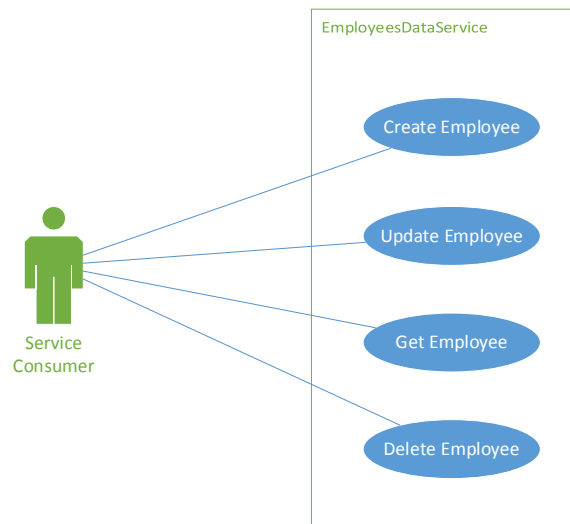 EmployeesDataService
Create Employee
Update Employee
Get Employee
Delete Employee
Service
Consumer